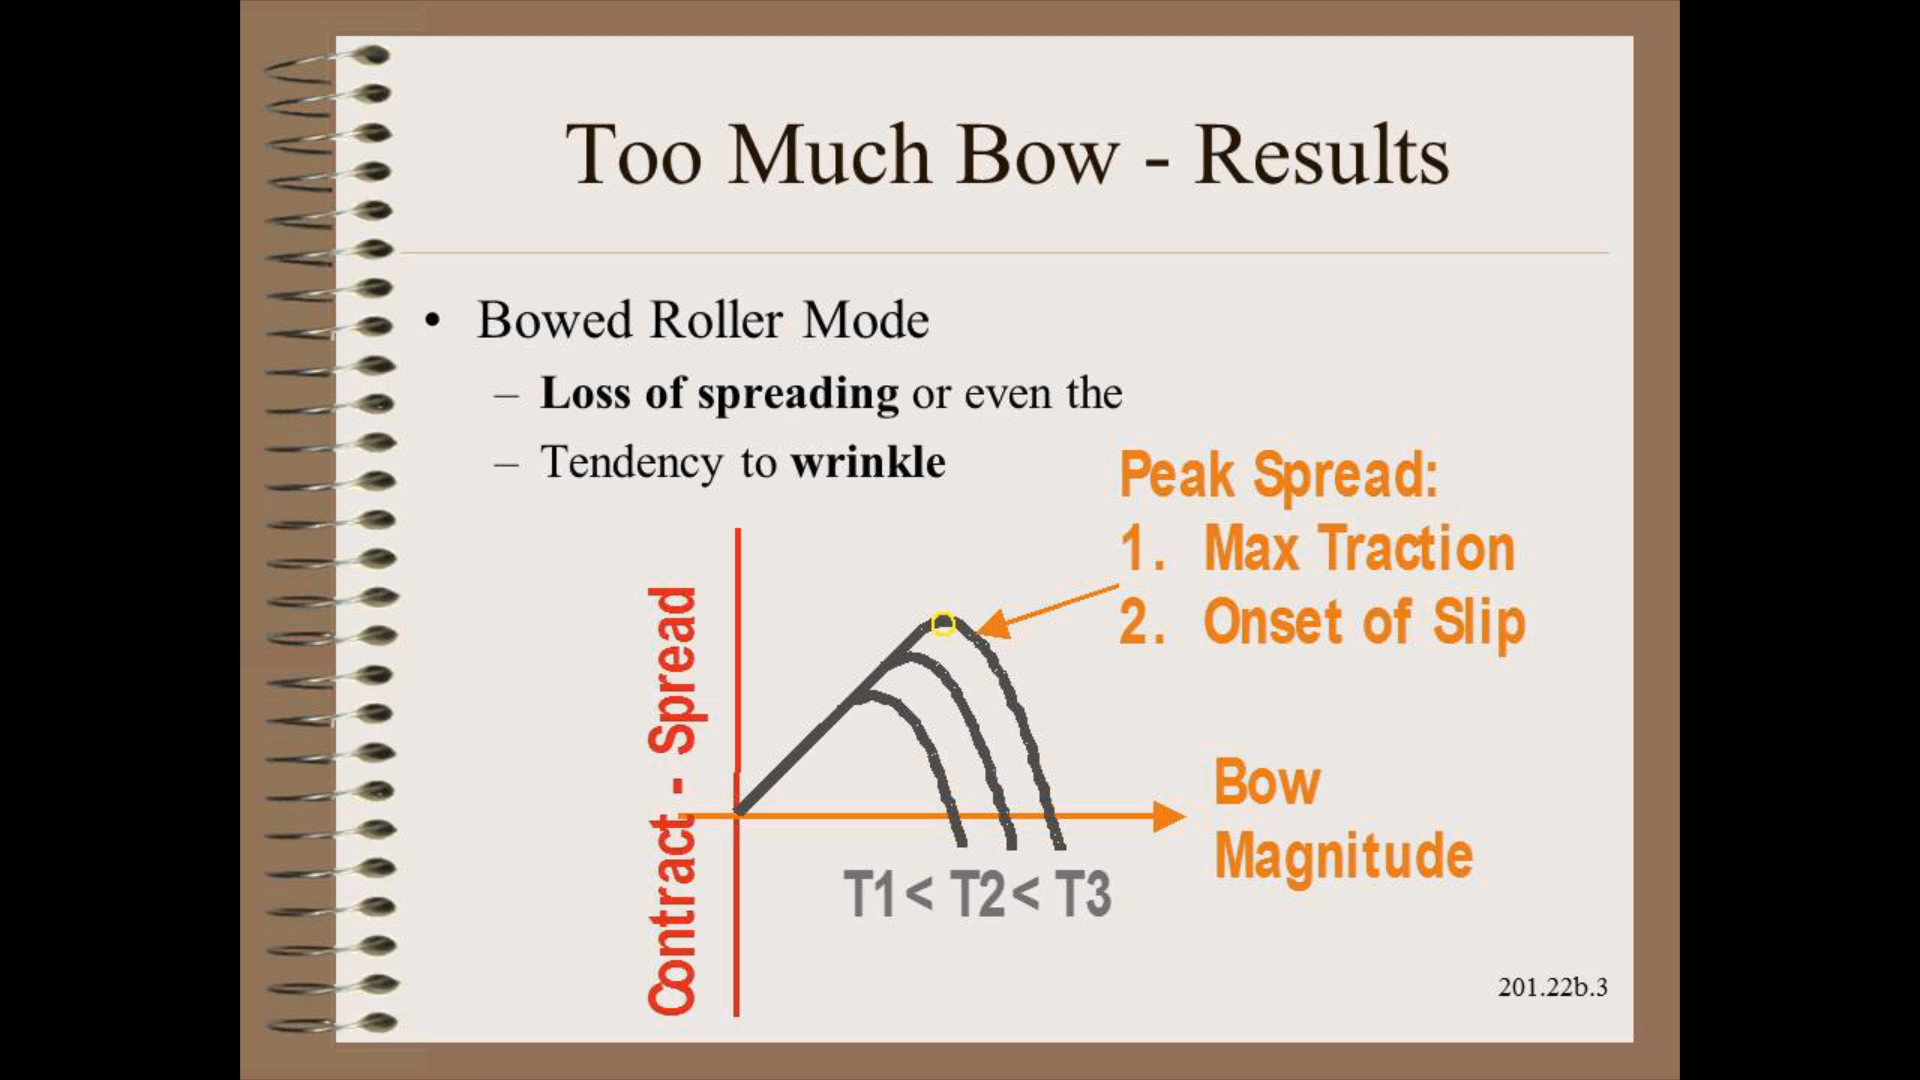 Too Much Bow - Results
• Bowed Roller Mode
– Loss of spreading or even the
– Tendency to wrinkle
Peak Spread:
1. Max Traction
2. Onset of Slip
Contract - Spread
Bow
Magnitude
T1 < T2 < T3
201.22b.3